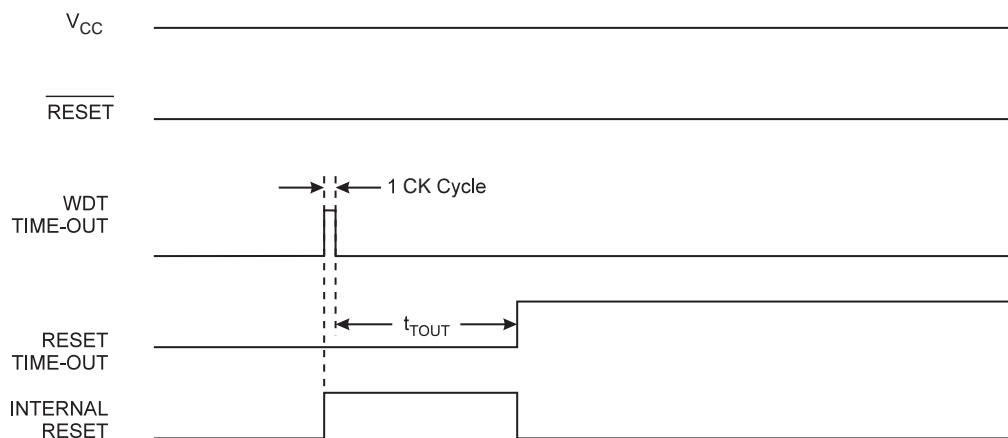 VCC
RESET
1 CK Cycle
WDT
TIME-OUT
tTOUT
RESET
TIME-OUT
INTERNAL
RESET